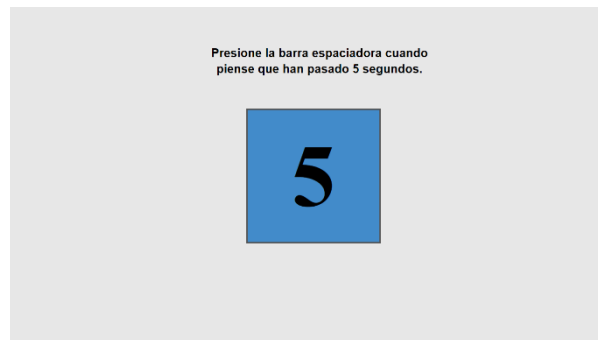 Presione la barra espaciadora cuando
piense que han pasado 5 segundos.
5